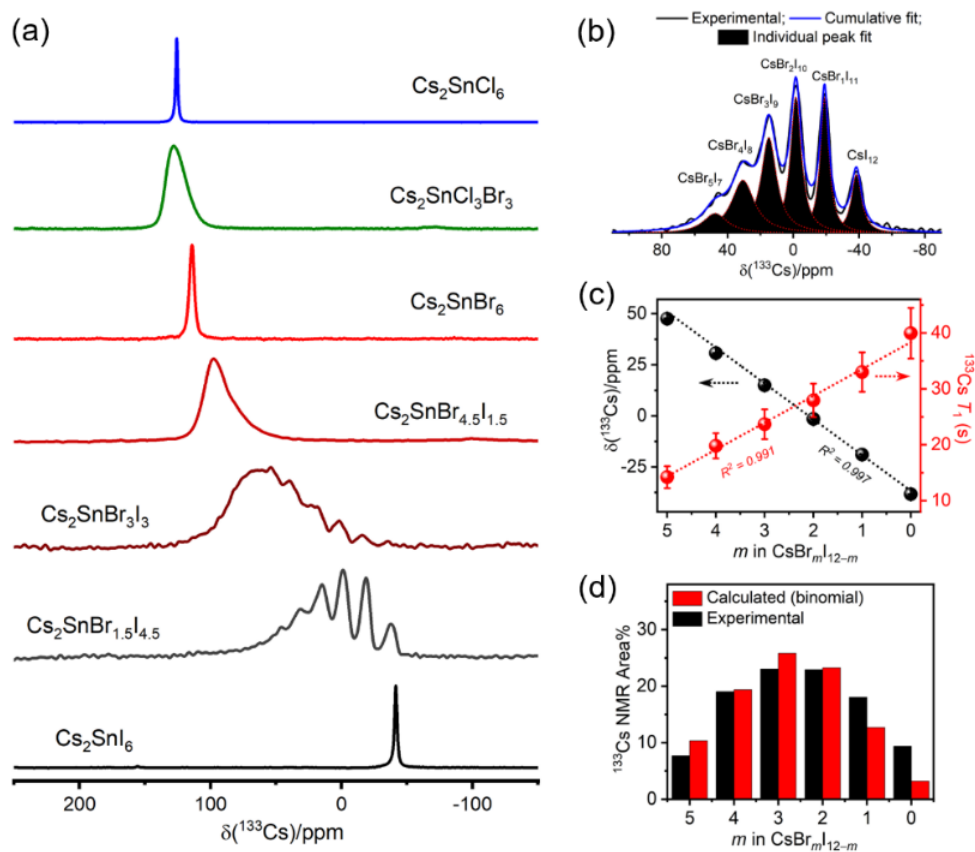 (a)
Cs₂SnCl₆
Cs₂SnCl₃Br₃
Cs₂SnBr₆
Cs₂SnBr₄.₅I₁.₅
Cs₂SnBr₃I₃
Cs₂SnBr₁.₅I₄.₅
Cs₂SnI₆
200 100 0 -100
δ(¹³³Cs)/ppm
(b)
Experimental; Cumulative fit;
Individual peak fit
CsBr₅I₇
CsBr₄I₈
CsBr₃I₉
CsBr₂I₁₀
CsBr₁I₁₁
CsI₁₂
80 40 0 -40 -80
δ(¹³³Cs)/ppm
(c)
50
25
0
-25
δ(¹³³Cs)/ppm
R² = 0.991
R² = 0.997
40
30
20
10
¹³³Cs T₁ (s)
5 4 3 2 1 0
m in CsBrₘI₁₂₋ₘ
(d)
Calculated (binomial)
Experimental
30
20
10
0
¹³³Cs NMR Area%
5 4 3 2 1 0
m in CsBrₘI₁₂₋ₘ